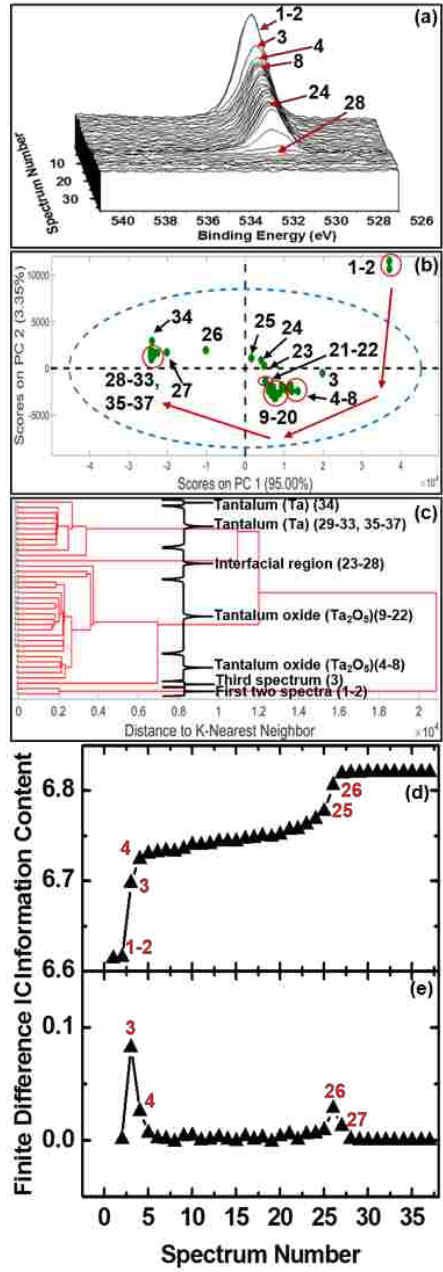 (a)
1-2
3
4
8
24
28
10
20
30
Spectrum Number
540 538 536 534 532 530 528 526
Binding Energy (eV)
(b)
1-2
10000
5000
0
-5000
Scores on PC 2 (3.35%)
34
26
25
24
23
21-22
3
28-33,
35-37
27
9-20
4-8
-4 -3 -2 -1 0 1 2 3 4 5
Scores on PC 1 (95.00%)
x 10⁴
(c)
Tantalum (Ta) (34)
Tantalum (Ta) (29-33, 35-37)
Interfacial region (23-28)
Tantalum oxide (Ta₂O₅)(9-22)
Tantalum oxide (Ta₂O₅)(4-8)
Third spectrum (3)
First two spectra (1-2)
0 0.2 0.4 0.6 0.8 1 1.2 1.4 1.6 1.8 2
Distance to K-Nearest Neighbor
x 10⁴
(d)
6.8
6.7
6.6
Information Content
1-2
3
4
25
26
(e)
0.1
0.0
Finite Difference IC
3
4
26
27
0 5 10 15 20 25 30 35
Spectrum Number